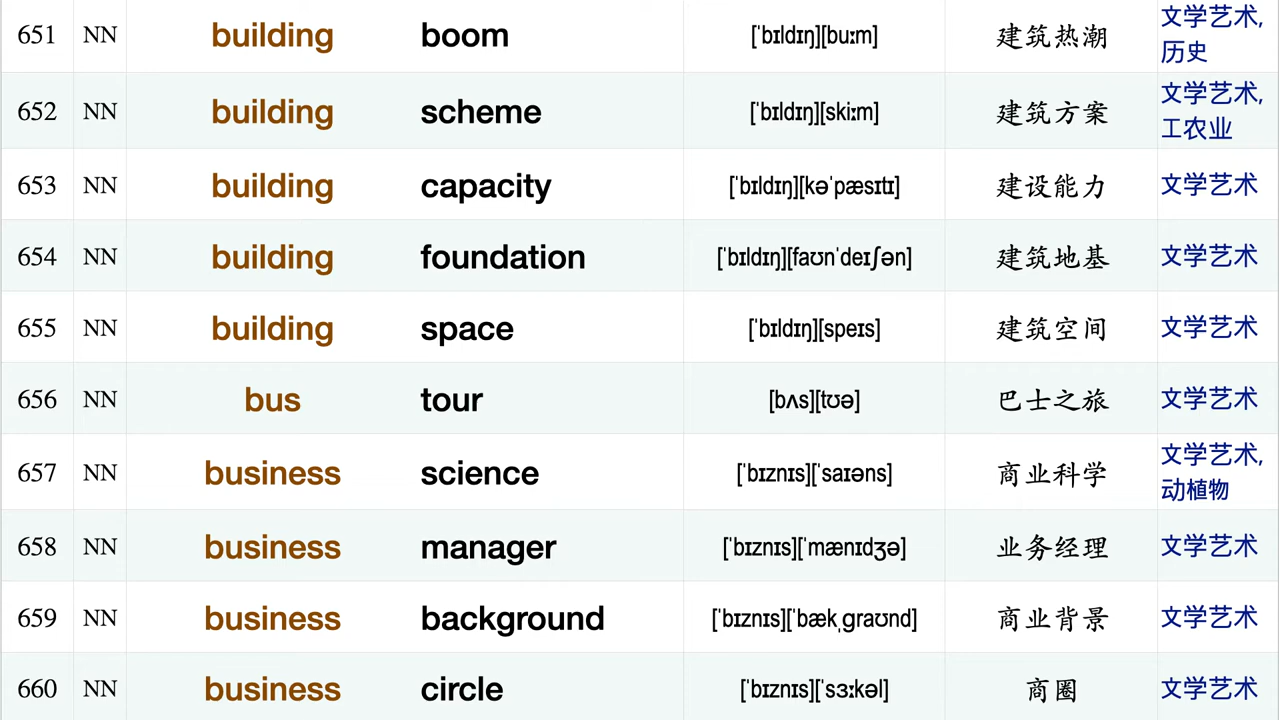 651 NN building boom [ˈbɪldɪŋ][buːm] 建筑热潮 文学艺术,
历史
652 NN building scheme [ˈbɪldɪŋ][skiːm] 建筑方案 文学艺术,
工农业
653 NN building capacity [ˈbɪldɪŋ][kəˈpæsɪtɪ] 建设能力 文学艺术
654 NN building foundation [ˈbɪldɪŋ][faʊnˈdeɪʃən] 建筑地基 文学艺术
655 NN building space [ˈbɪldɪŋ][speɪs] 建筑空间 文学艺术
656 NN bus tour [bʌs][tʊə] 巴士之旅 文学艺术
657 NN business science [ˈbɪznɪs][ˈsaɪəns] 商业科学 文学艺术,
动植物
658 NN business manager [ˈbɪznɪs][ˈmænɪdʒə] 业务经理 文学艺术
659 NN business background [ˈbɪznɪs][ˈbækˌɡraʊnd] 商业背景 文学艺术
660 NN business circle [ˈbɪznɪs][ˈsɜːkəl] 商圈 文学艺术